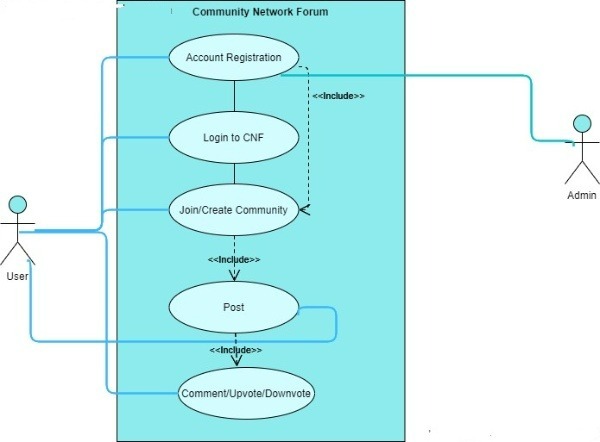 Community Network Forum
Account Registration
<<Include>>
Login to CNF
Admin
Join/Create Community
<<Include>>
User
Post
<<Include>>
Comment/Upvote/Downvote